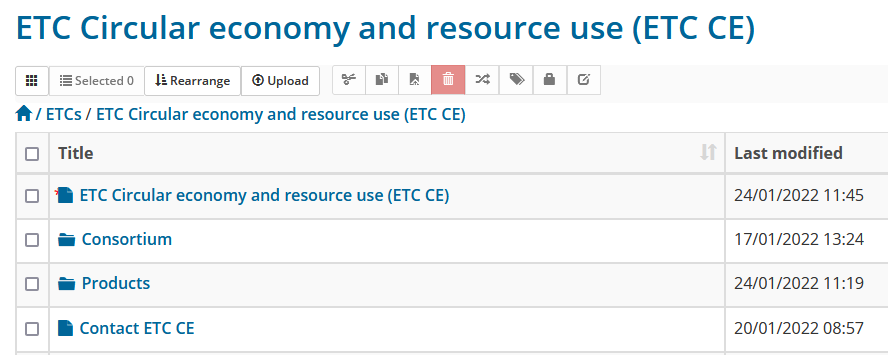 ETC Circular economy and resource use (ETC CE)
Selected 0 Rearrange Upload
/ ETCs / ETC Circular economy and resource use (ETC CE)
Title Last modified
ETC Circular economy and resource use (ETC CE) 24/01/2022 11:45
Consortium 17/01/2022 13:24
Products 24/01/2022 11:19
Contact ETC CE 20/01/2022 08:57